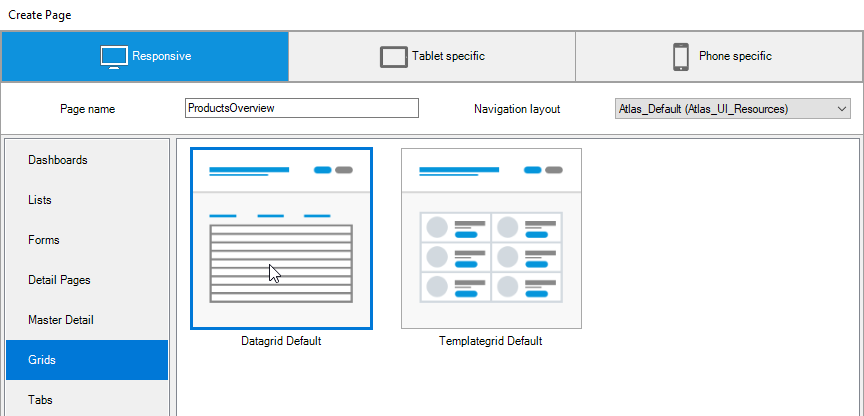 Create Page
Responsive
Tablet specific
Phone specific
Page name
ProductsOverview
Navigation layout
Atlas_Default (Atlas_UI_Resources)
Dashboards
Lists
Forms
Detail Pages
Master Detail
Grids
Tabs
Datagrid Default
Templategrid Default